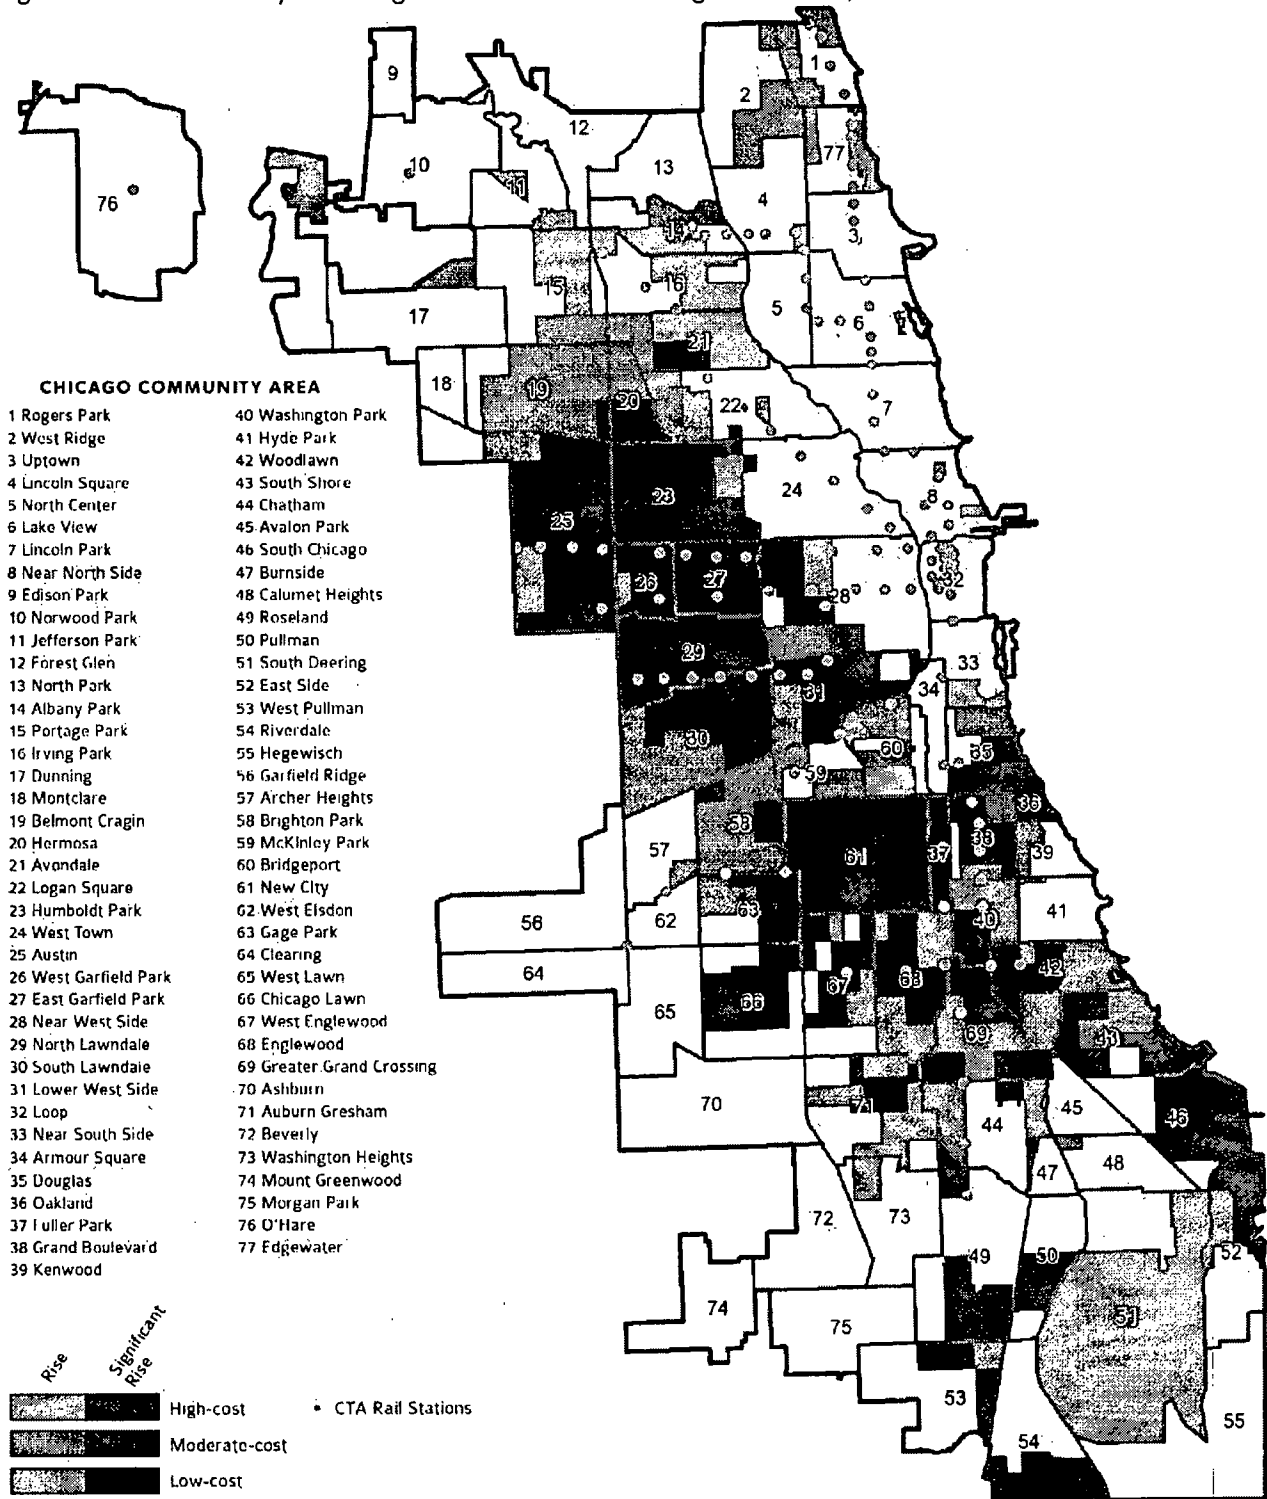 CHICAGO COMMUNITY AREA
1 Rogers Park
2 West Ridge
3 Uptown
4 Lincoln Square
5 North Center
6 Lake View
7 Lincoln Park
8 Near North Side
9 Edison Park
10 Norwood Park
11 Jefferson Park
12 Forest Glen
13 North Park
14 Albany Park
15 Portage Park
16 Irving Park
17 Dunning
18 Montclare
19 Belmont Cragin
20 Hermosa
21 Avondale
22 Logan Square
23 Humboldt Park
24 West Town
25 Austin
26 West Garfield Park
27 East Garfield Park
28 Near West Side
29 North Lawndale
30 South Lawndale
31 Lower West Side
32 Loop
33 Near South Side
34 Armour Square
35 Douglas
36 Oakland
37 Fuller Park
38 Grand Boulevard
39 Kenwood
40 Washington Park
41 Hyde Park
42 Woodlawn
43 South Shore
44 Chatham
45 Avalon Park
46 South Chicago
47 Burnside
48 Calumet Heights
49 Roseland
50 Pullman
51 South Deering
52 East Side
53 West Pullman
54 Riverdale
55 Hegewisch
56 Garfield Ridge
57 Archer Heights
58 Brighton Park
59 McKinley Park
60 Bridgeport
61 New City
62 West Elsdon
63 Gage Park
64 Clearing
65 West Lawn
66 Chicago Lawn
67 West Englewood
68 Englewood
69 Greater Grand Crossing
70 Ashburn
71 Auburn Gresham
72 Beverly
73 Washington Heights
74 Mount Greenwood
75 Morgan Park
76 O'Hare
77 Edgewater
Rise
Significant
Rise
High-cost
Moderate-cost
Low-cost
CTA Rail Stations
1
2
9
12
77
10
13
11
76
4
14
3
15
16
5
17
6
21
18
19
20
22
7
23
24
8
25
26
27
28
32
29
33
31
34
30
60
35
59
36
58
38
57
61
37
39
63
40
41
56
62
64
42
67
68
66
65
69
43
70
71
45
46
44
48
47
72
73
49
50
52
74
75
51
53
54
55